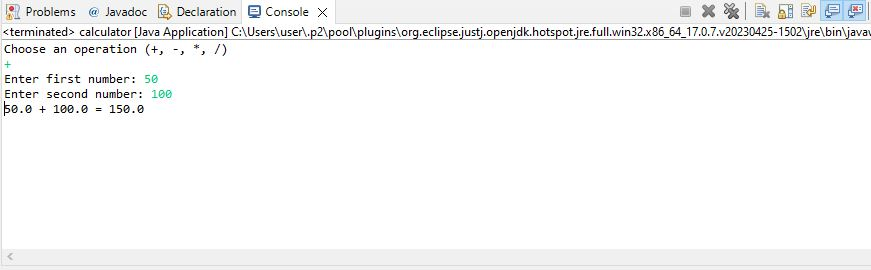 Problems @ Javadoc Declaration Console
<terminated> calculator [Java Application] C:\Users\user\.p2\pool\plugins\org.eclipse.justj.openjdk.hotspot.jre.full.win32.x86_64_17.0.7.v20230425-1502\jre\bin\javaw
Choose an operation (+, -, *, /)
+
Enter first number: 50
Enter second number: 100
50.0 + 100.0 = 150.0